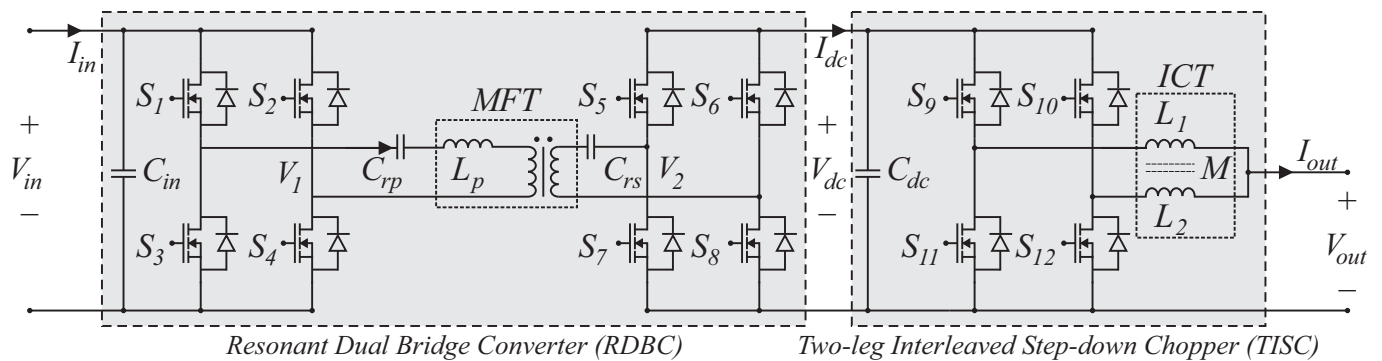 I_in
I_dc
ICT
S_1
S_2
MFT
S_5
S_6
S_9
S_10
L_1
+
V_in
−
C_in
V_1
C_rp
L_p
C_rs
V_2
+
V_dc
−
C_dc
M
I_out
L_2
+
V_out
−
S_3
S_4
S_7
S_8
S_11
S_12
Resonant Dual Bridge Converter (RDBC)
Two-leg Interleaved Step-down Chopper (TISC)